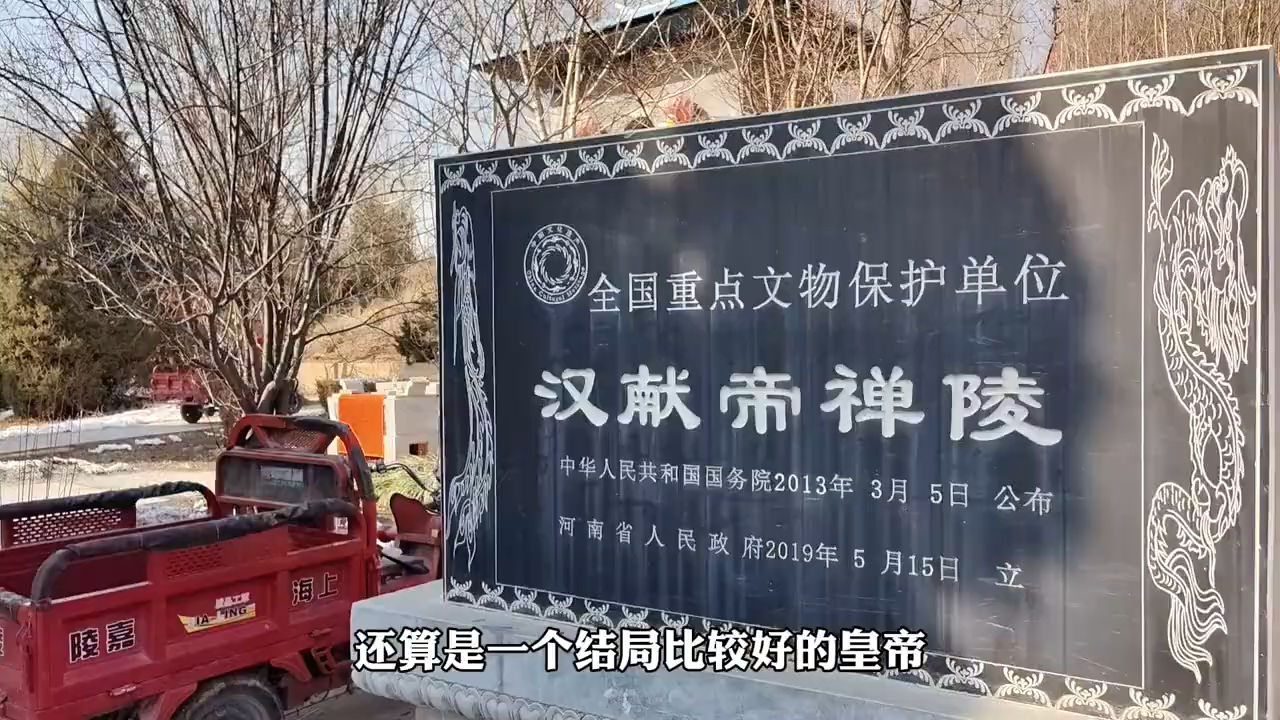 全国重点文物保护单位
汉献帝禅陵
中华人民共和国国务院2013年 3月 5日 公布
河南省人民政府2019年 5 月15日 立
海上
陵嘉
还算是一个结局比较好的皇帝